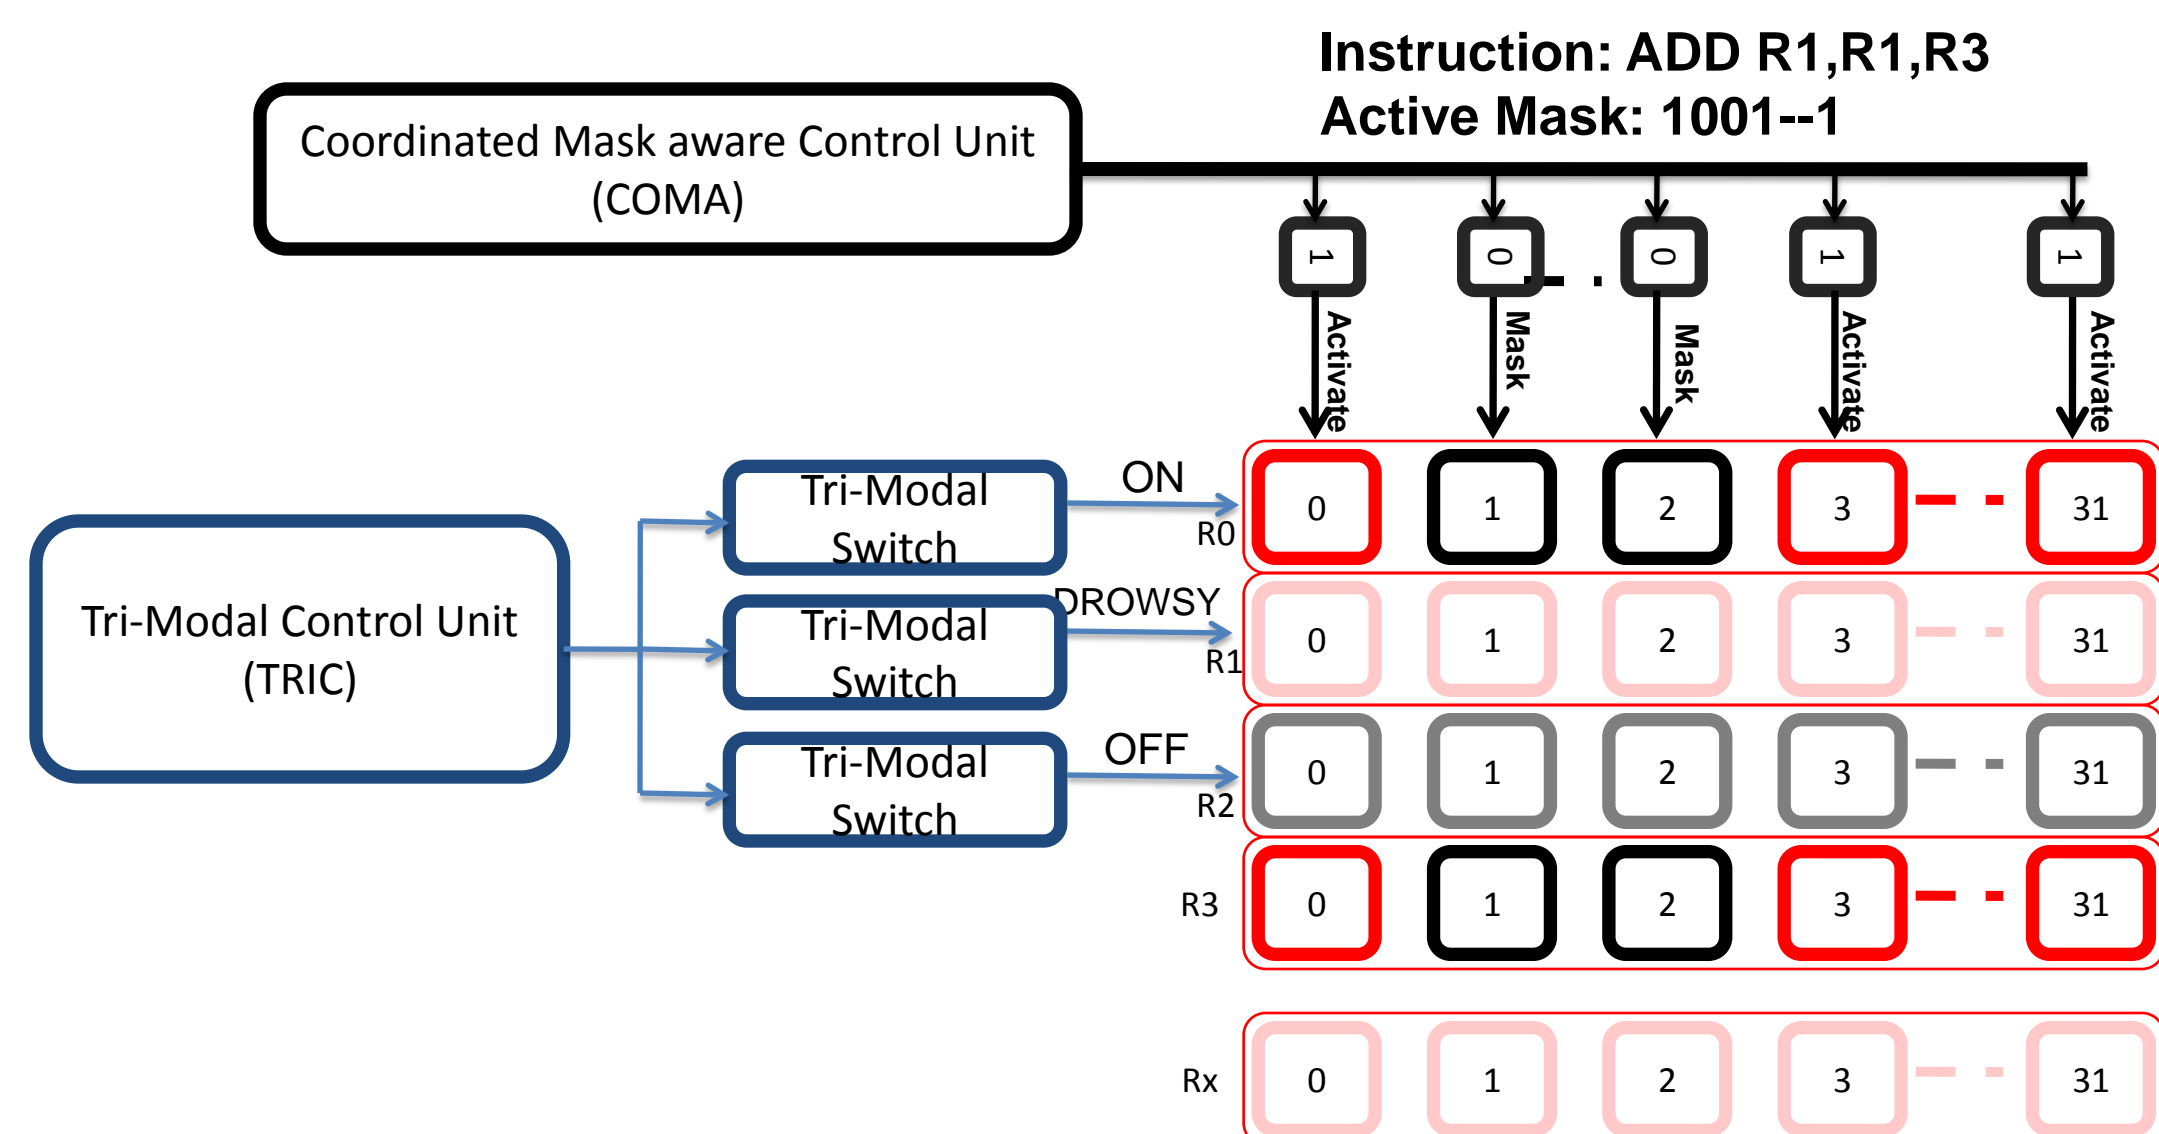 Instruction: ADD R1,R1,R3
Active Mask: 1001--1
Coordinated Mask aware Control Unit
(COMA)
1 0 0 1 1
Activate Mask Mask Activate Activate
Tri-Modal Control Unit
(TRIC)
Tri-Modal
Switch
ON
R0
0 1 2 3 31
Tri-Modal
Switch
DROWSY
R1
0 1 2 3 31
Tri-Modal
Switch
OFF
R2
0 1 2 3 31
R3
0 1 2 3 31
Rx
0 1 2 3 31